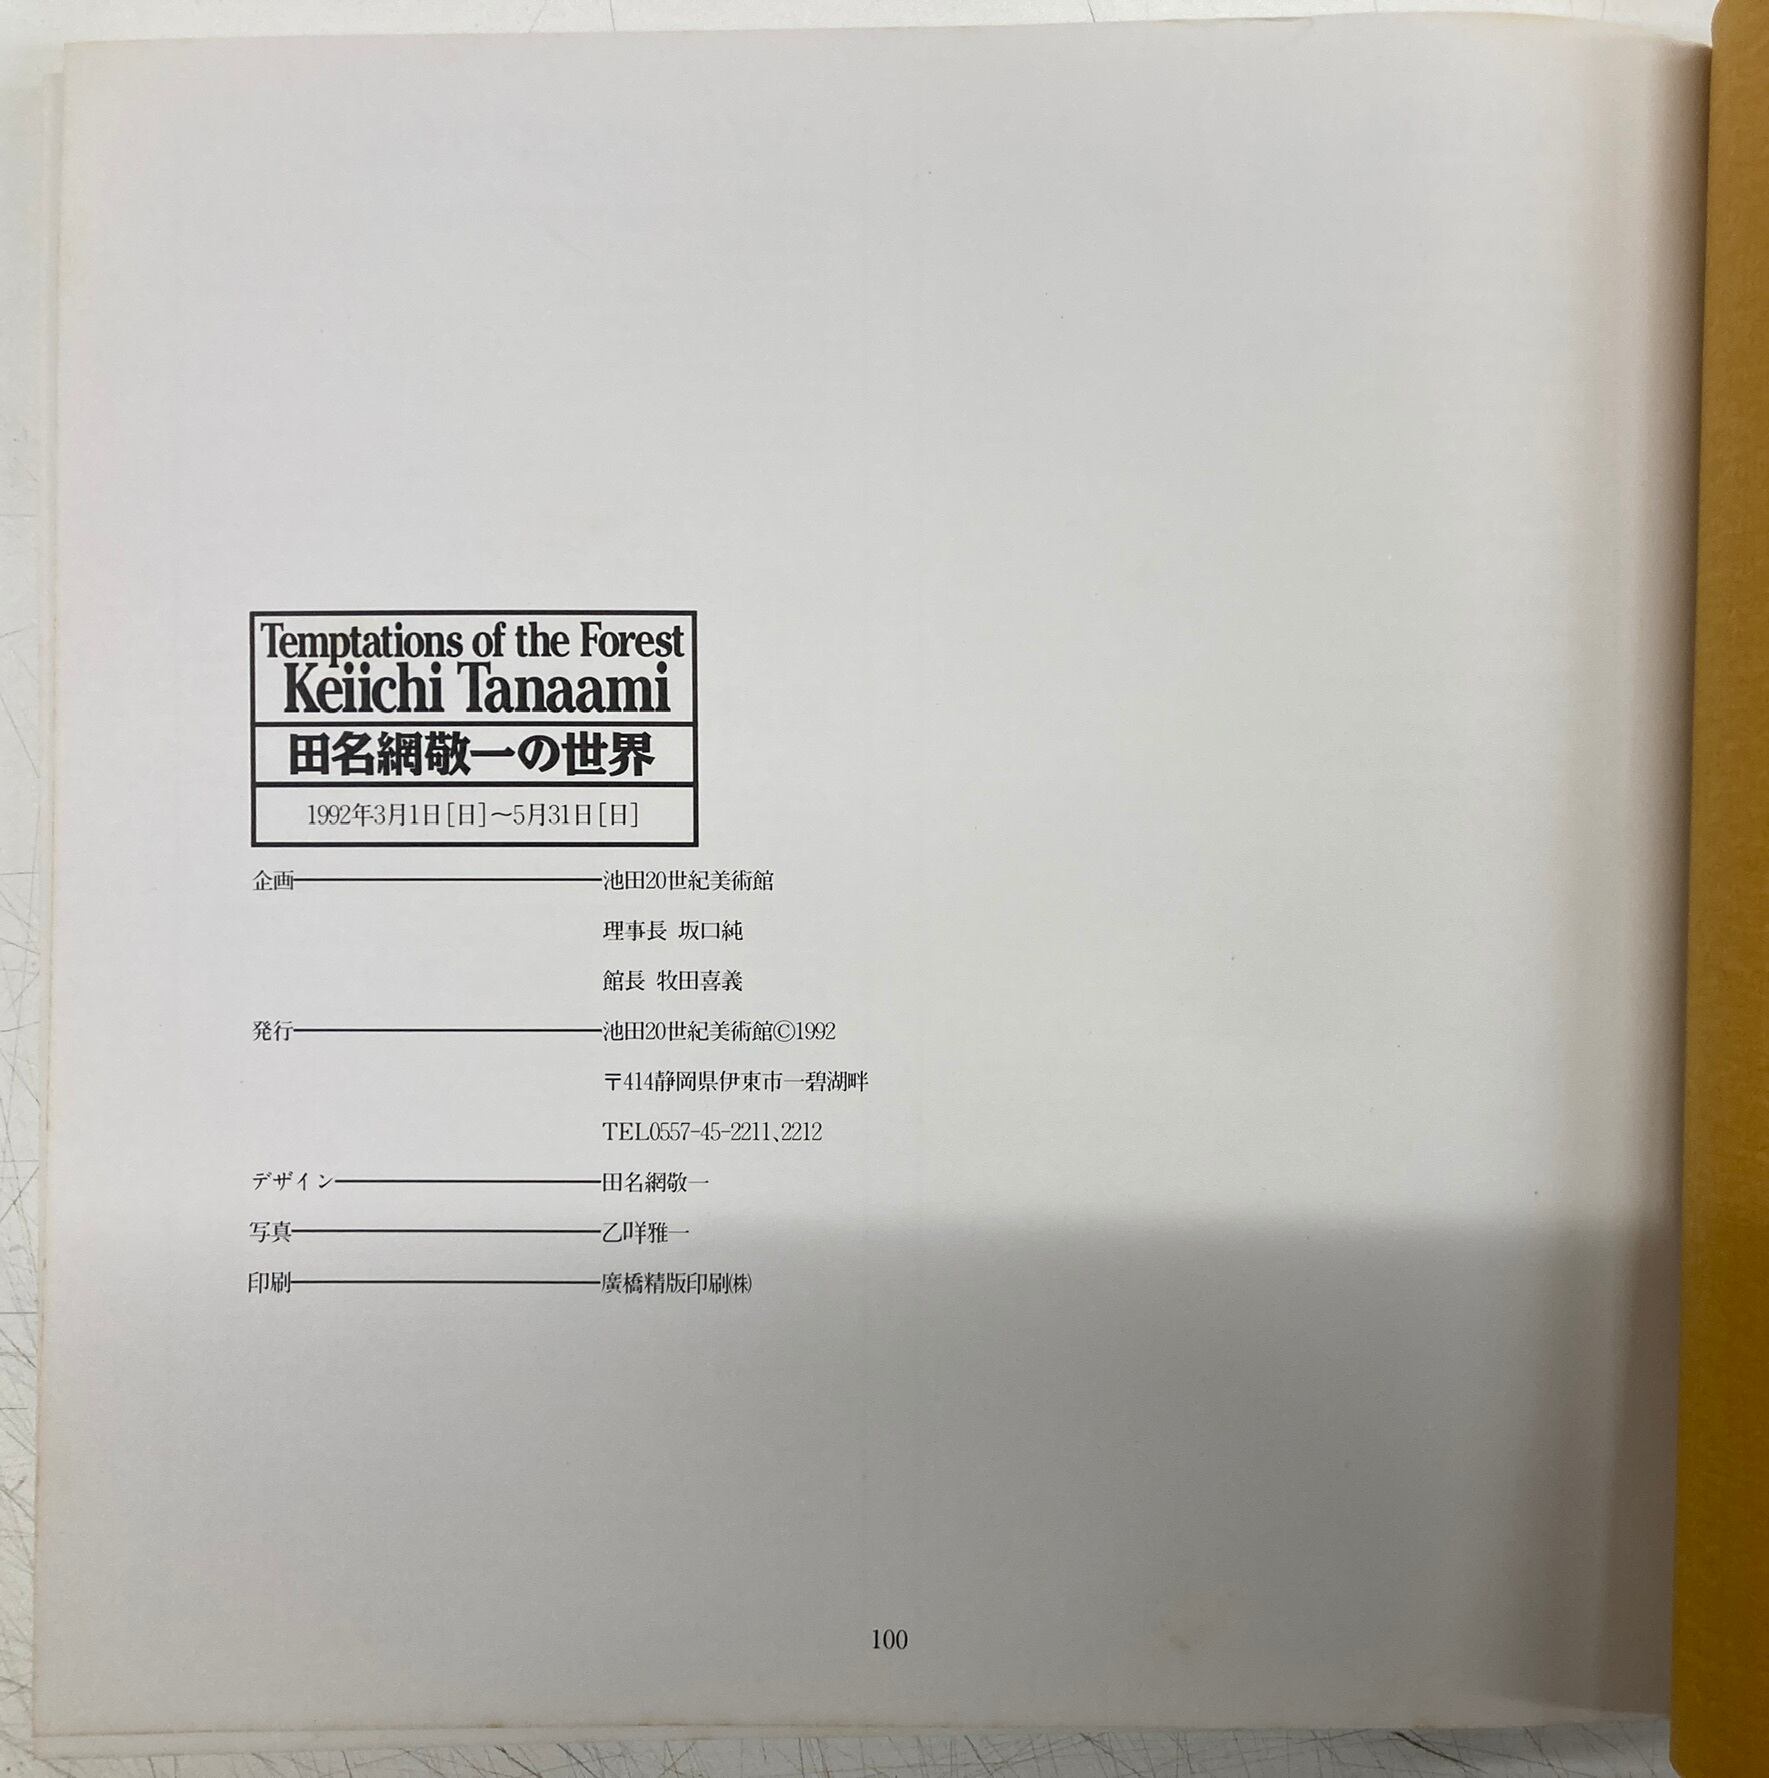 Temptations of the Forest
Keiichi Tanaami
田名網敬一の世界
1992年3月1日[日]〜5月31日[日]
企画 池田20世紀美術館
理事長 坂口純
館長 牧田喜義
発行 池田20世紀美術館©1992
〒414静岡県伊東市一碧湖畔
TEL0557-45-2211、2212
デザイン 田名網敬一
写真 乙咩雅一
印刷 廣橋精版印刷㈱
100